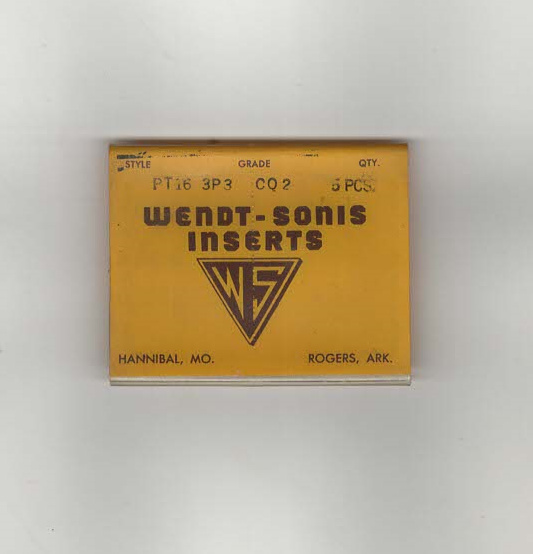 STYLE GRADE QTY.
PT16 3P3 CQ2 5 PCS.
WENDT-SONIS
INSERTS
WS
HANNIBAL, MO. ROGERS, ARK.